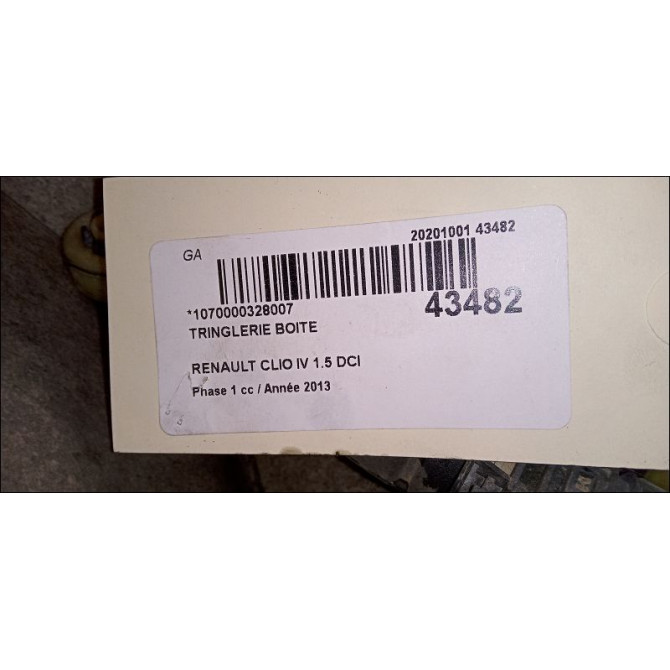 GA
20201001 43482
*1070000328007
43482
TRINGLERIE BOITE
RENAULT CLIO IV 1.5 DCI
Phase 1 cc / Année 2013